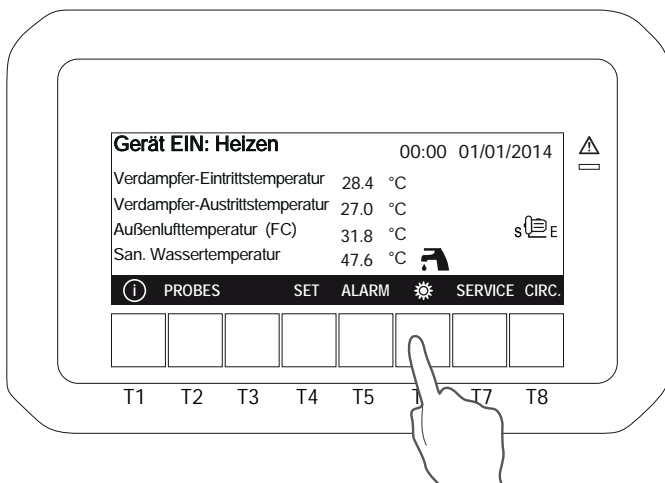 Gerät EIN: Heizen 00:00 01/01/2014
Verdampfer-Eintrittstemperatur 28.4 °C
Verdampfer-Austrittstemperatur 27.0 °C
Außenlufttemperatur (FC) 31.8 °C
S E
San. Wassertemperatur 47.6 °C
i PROBES SET ALARM SERVICE CIRC.
T1 T2 T3 T4 T5 T T7 T8